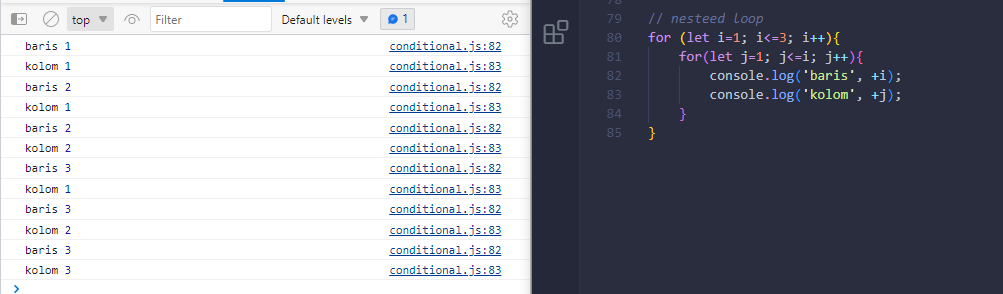 top Filter Default levels 1
baris 1 conditional.js:82
kolom 1 conditional.js:83
baris 2 conditional.js:82
kolom 1 conditional.js:83
baris 2 conditional.js:82
kolom 2 conditional.js:83
baris 3 conditional.js:82
kolom 1 conditional.js:83
baris 3 conditional.js:82
kolom 2 conditional.js:83
baris 3 conditional.js:82
kolom 3 conditional.js:83
>
79 // nesteed loop
80 for (let i=1; i<=3; i++){
81 for(let j=1; j<=i; j++){
82 console.log('baris', +i);
83 console.log('kolom', +j);
84 }
85 }